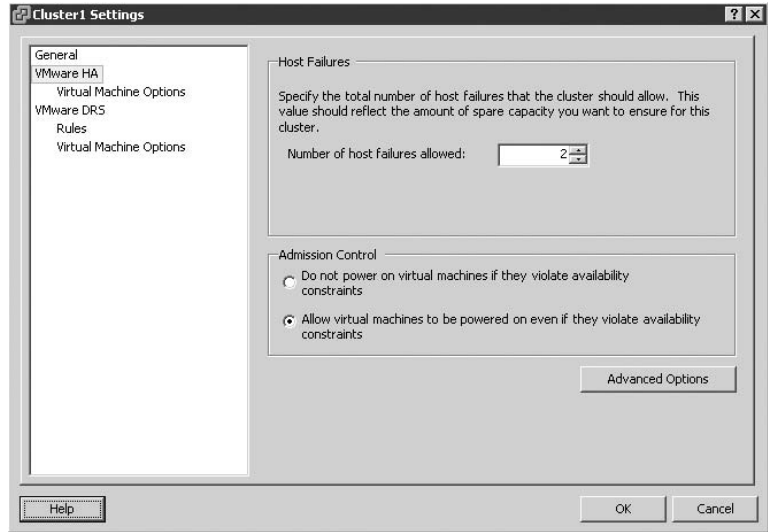 Cluster1 Settings
General
VMware HA
Virtual Machine Options
VMware DRS
Rules
Virtual Machine Options
Host Failures
Specify the total number of host failures that the cluster should allow. This
value should reflect the amount of spare capacity you want to ensure for this
cluster.
Number of host failures allowed: 2
Admission Control
Do not power on virtual machines if they violate availability
constraints
Allow virtual machines to be powered on even if they violate availability
constraints
Advanced Options
Help
OK
Cancel